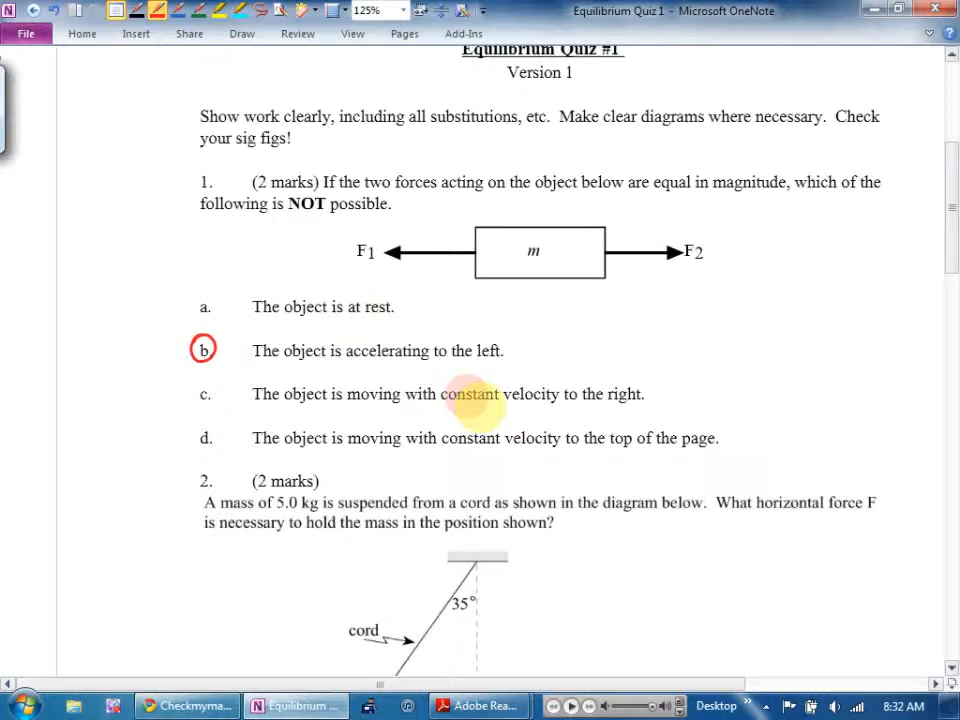 125%
Equilibrium Quiz 1 - Microsoft OneNote
File Home Insert Share Draw Review View Pages Add-Ins
Equilibrium Quiz #1
Version 1
Show work clearly, including all substitutions, etc. Make clear diagrams where necessary. Check
your sig figs!
1. (2 marks) If the two forces acting on the object below are equal in magnitude, which of the
following is NOT possible.
F1 m F2
a. The object is at rest.
b. The object is accelerating to the left.
c. The object is moving with constant velocity to the right.
d. The object is moving with constant velocity to the top of the page.
2. (2 marks)
A mass of 5.0 kg is suspended from a cord as shown in the diagram below. What horizontal force F
is necessary to hold the mass in the position shown?
35°
cord
Checkmyma... Equilibrium ... Adobe Rea... Desktop 8:32 AM